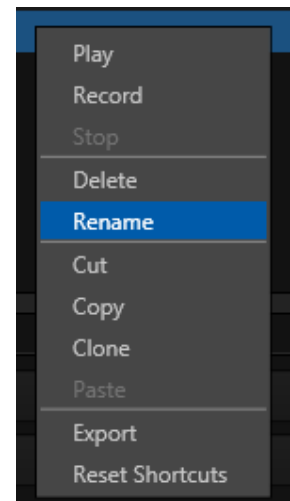 Play
Record
Stop
Delete
Rename
Cut
Copy
Clone
Paste
Export
Reset Shortcuts